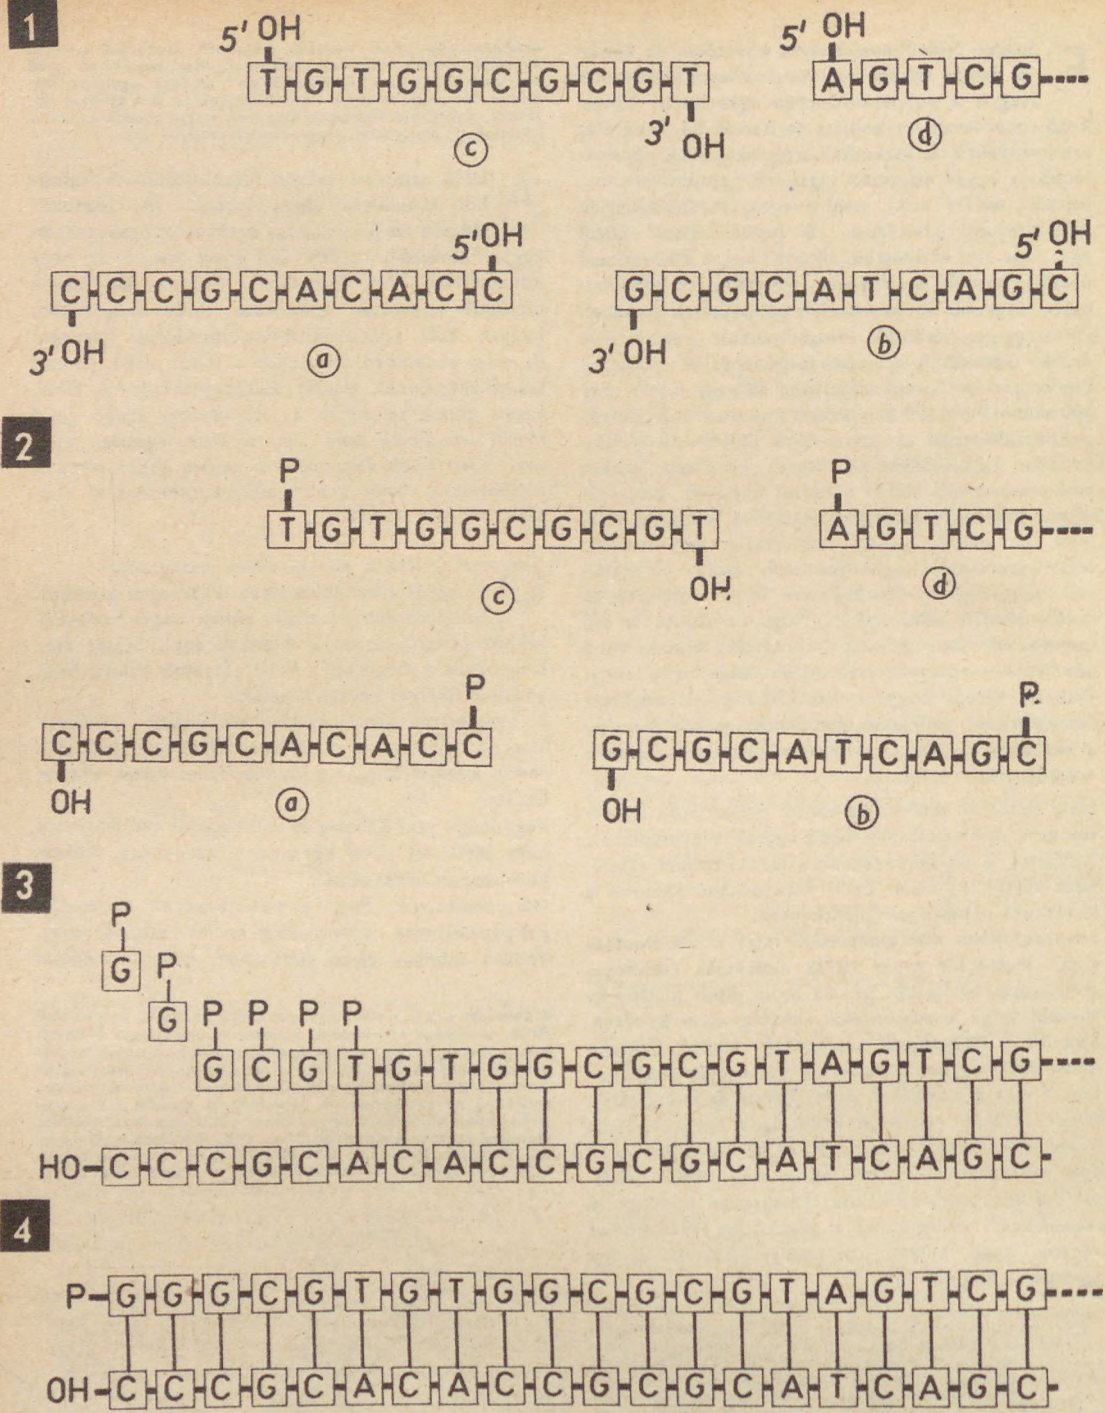 1
5' OH 5' OH
T-G-T-G-G-C-G-C-G-T A-G-T-C-G----
3' OH
c d
5'OH 5' OH
C-C-C-G-C-A-C-A-C-C G-C-G-C-A-T-C-A-G-C
3'OH 3'OH
a b
2
P P
T-G-T-G-G-C-G-C-G-T A-G-T-C-G----
OH
c d
P P
C-C-C-G-C-A-C-A-C-C G-C-G-C-A-T-C-A-G-C
OH OH
a b
3
P
G P
G P P P P
G C G T-G-T-G-G-C-G-C-G-T-A-G-T-C-G----
HO-C-C-C-G-C-A-C-A-C-C-G-C-G-C-A-T-C-A-G-C-
4
P-G-G-G-C-G-T-G-T-G-G-C-G-C-G-T-A-G-T-C-G----
OH-C-C-C-G-C-A-C-A-C-C-G-C-G-C-A-T-C-A-G-C-